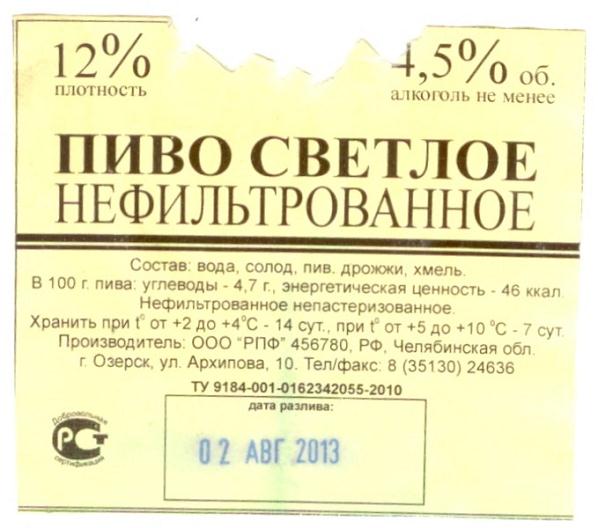 12% 4,5% об.
плотность алкоголь не менее
ПИВО СВЕТЛОЕ
НЕФИЛЬТРОВАННОЕ
Состав: вода, солод, пив. дрожжи, хмель.
В 100 г. пива: углеводы - 4,7 г., энергетическая ценность - 46 ккал.
Нефильтрованное непастеризованное.
Хранить при t° от +2 до +4°С - 14 сут., при t° от +5 до +10 °С - 7 сут.
Производитель: ООО "РПФ" 456780, РФ, Челябинская обл.
г. Озерск, ул. Архипова, 10. Тел/факс: 8 (35130) 24636
ТУ 9184-001-0162342055-2010
дата разлива:
02 АВГ 2013
Добровольная
РСТ
сертификация